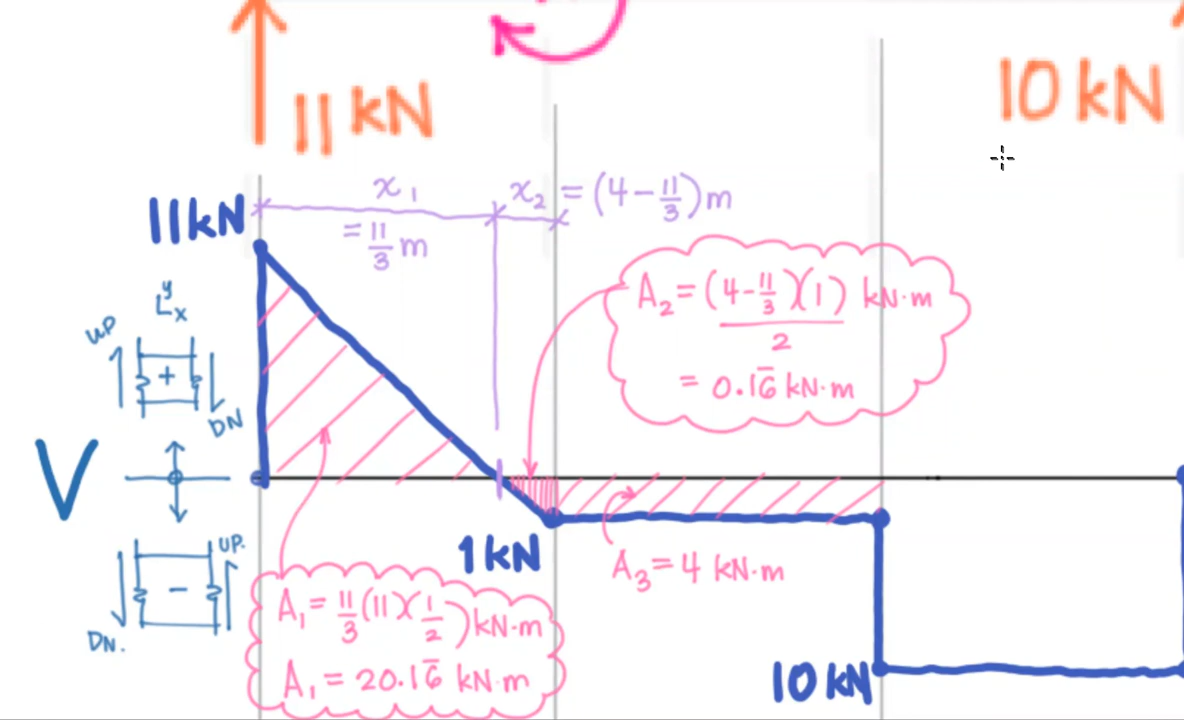 11 kN
10 kN
x₁
x₂ = (4-11/3)m
= 11/3 m
11kN
y
x
UP
+
DN
V
UP.
-
DN.
A₂ = (4-11/3)(1) kN·m
2
= 0.16̅ kN·m
1 kN
A₃ = 4 kN·m
A₁ = 11/3 (11)(1/2) kN·m
A₁ = 20.16̅ kN·m
10 kN